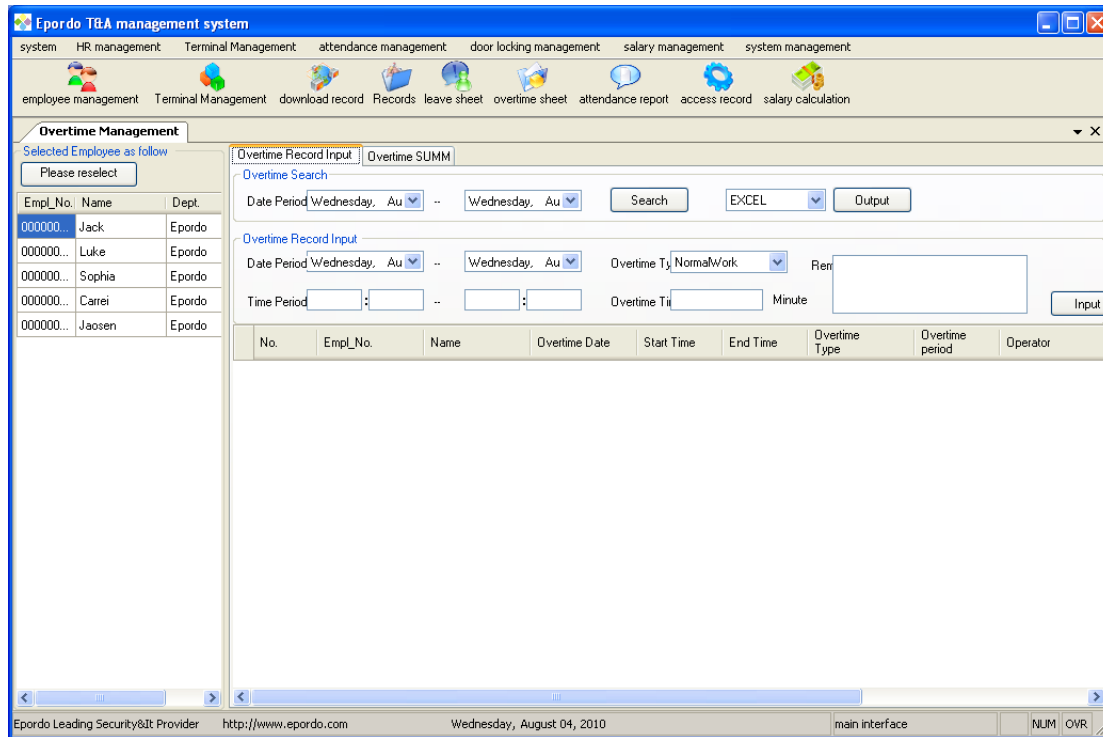 Epordo T&A management system
system HR management Terminal Management attendance management door locking management salary management system management
employee management Terminal Management download record Records leave sheet overtime sheet attendance report access record salary calculation
Overtime Management
Selected Employee as follow
Please reselect
Empl_No. Name Dept.
000000... Jack Epordo
000000... Luke Epordo
000000... Sophia Epordo
000000... Carrei Epordo
000000... Jaosen Epordo
Overtime Record Input Overtime SUMM
Overtime Search
Date Period Wednesday, Au -- Wednesday, Au Search EXCEL Output
Overtime Record Input
Date Period Wednesday, Au -- Wednesday, Au Overtime Ty NormalWork Rem
Time Period : -- : Overtime Tir Minute
Input
No. Empl_No. Name Overtime Date Start Time End Time Overtime Type Overtime period Operator
Epordo Leading Security&It Provider http://www.epordo.com Wednesday, August 04, 2010 main interface NUM OVR